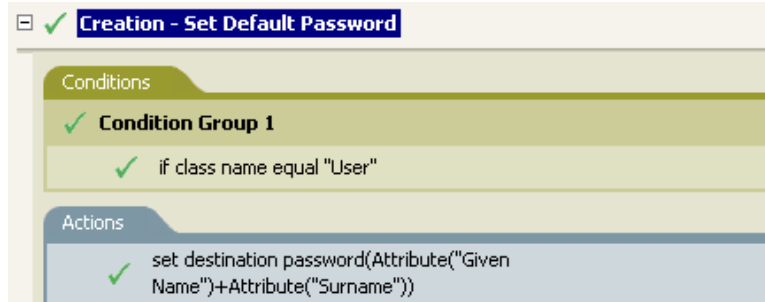 Creation - Set Default Password
Conditions
Condition Group 1
if class name equal "User"
Actions
set destination password(Attribute("Given
Name")+Attribute("Surname"))